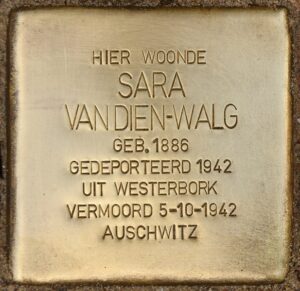 HIER WOONDE
SARA
VAN DIEN-WALG
GEB. 1886
GEDEPORTEERD 1942
UIT WESTERBORK
VERMOORD 5-10-1942
AUSCHWITZ